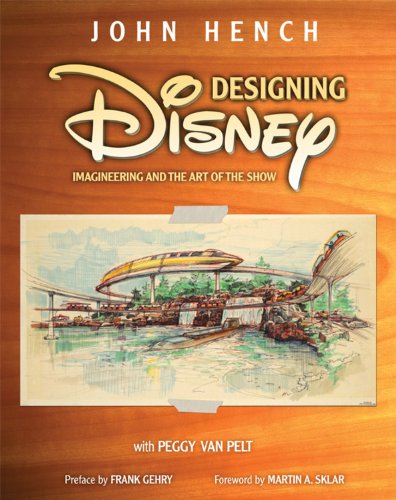 JOHN HENCH
DESIGNING
DISNEY
IMAGINEERING AND THE ART OF THE SHOW
with PEGGY VAN PELT
Preface by FRANK GEHRY Foreword by MARTIN A. SKLAR